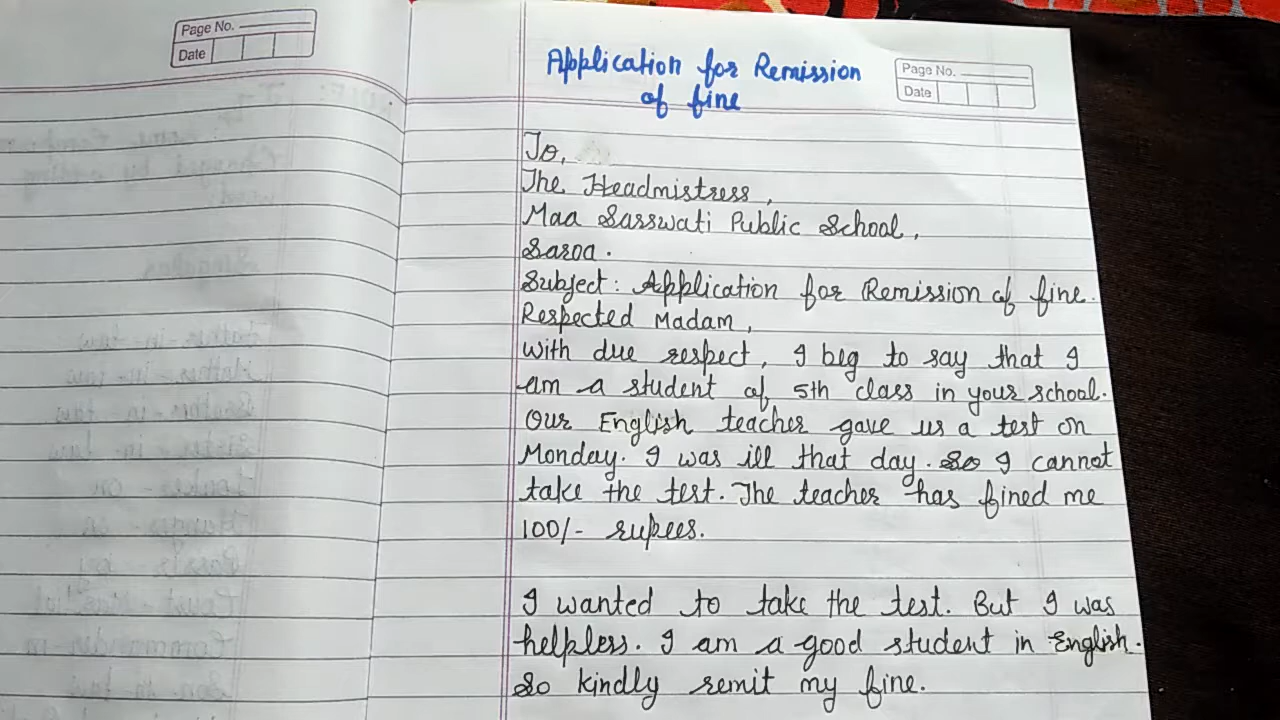 Page No.
Date
Application for Remission
of fine
Page No.
Date
To,
The Headmistress,
Maa Sasswati Public School,
Saroa.
Subject: Application for Remission of fine.
Respected Madam,
With due respect, I beg to say that I
am a student of 5th class in your school.
Our English teacher gave us a test on
Monday. I was ill that day. So I cannot
take the test. The teacher has fined me
100/- rupees.
I wanted to take the test. But I was
helpless. I am a good student in English.
So kindly remit my fine.